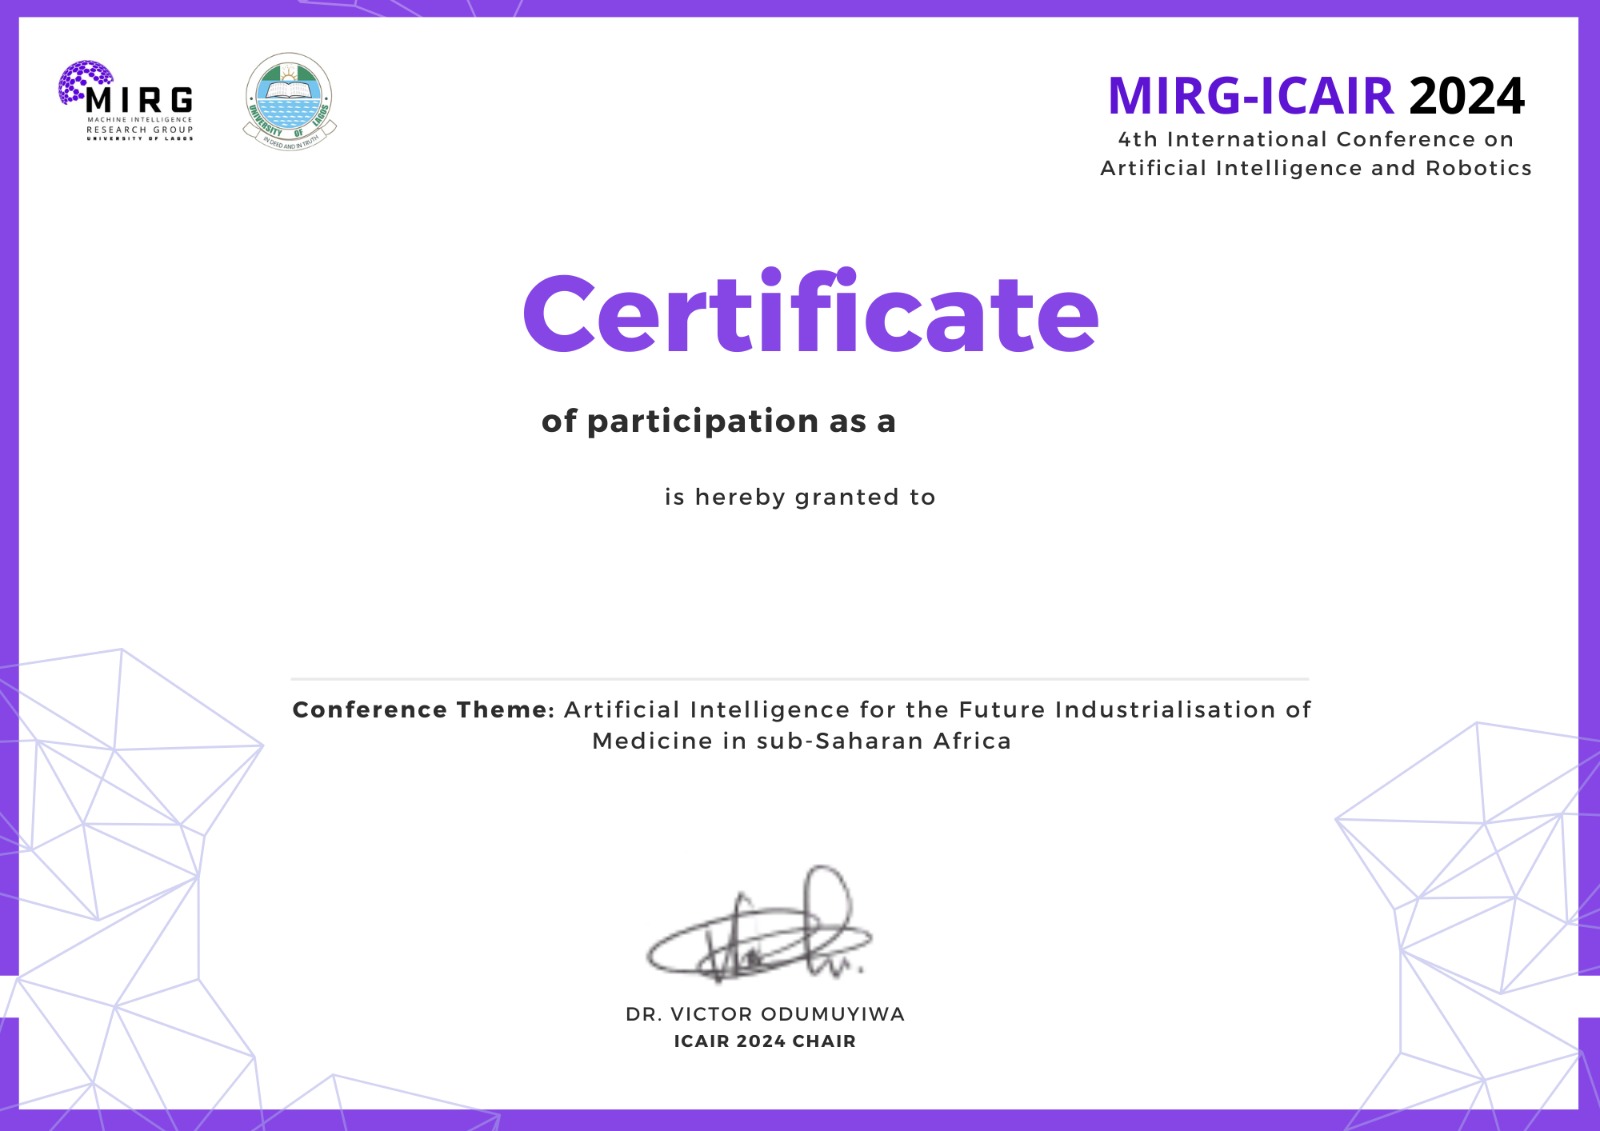 MIRG
MACHINE INTELLIGENCE
RESEARCH GROUP
UNIVERSITY OF LAGOS
UNIVERSITY OF LAGOS
IN DEED AND IN TRUTH
MIRG-ICAIR 2024
4th International Conference on
Artificial Intelligence and Robotics
Certificate
of participation as a
is hereby granted to
Conference Theme: Artificial Intelligence for the Future Industrialisation of
Medicine in sub-Saharan Africa
DR. VICTOR ODUMUYIWA
ICAIR 2024 CHAIR